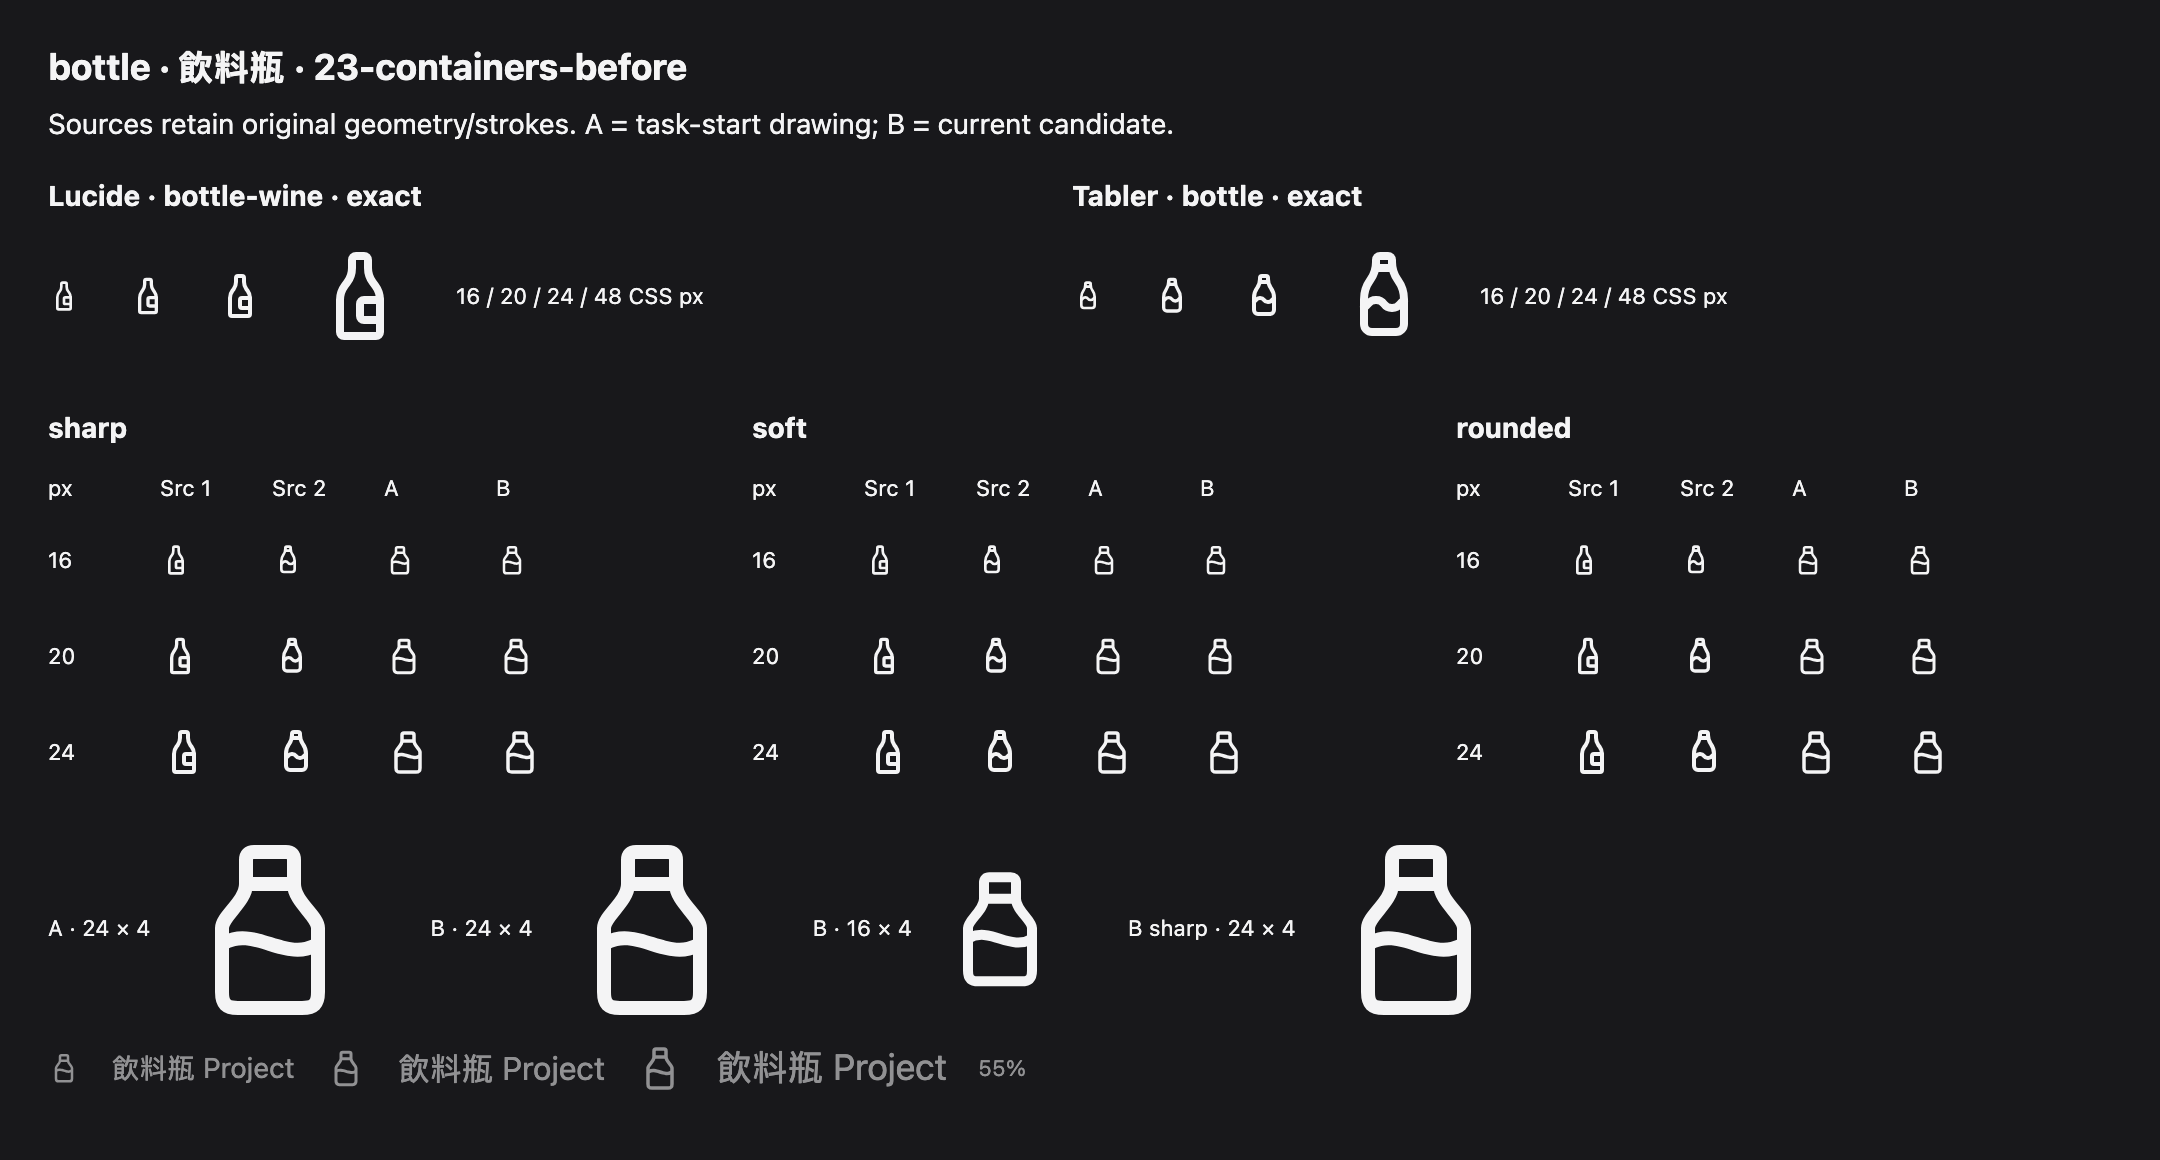 bottle · 飲料瓶 · 23-containers-before
Sources retain original geometry/strokes. A = task-start drawing; B = current candidate.
Lucide · bottle-wine · exact
Tabler · bottle · exact
16 / 20 / 24 / 48 CSS px
16 / 20 / 24 / 48 CSS px
sharp
soft
rounded
px Src 1 Src 2 A B
px Src 1 Src 2 A B
px Src 1 Src 2 A B
16
16
16
20
20
20
24
24
24
A · 24 × 4
B · 24 × 4
B · 16 × 4
B sharp · 24 × 4
飲料瓶 Project
飲料瓶 Project
飲料瓶 Project
55%